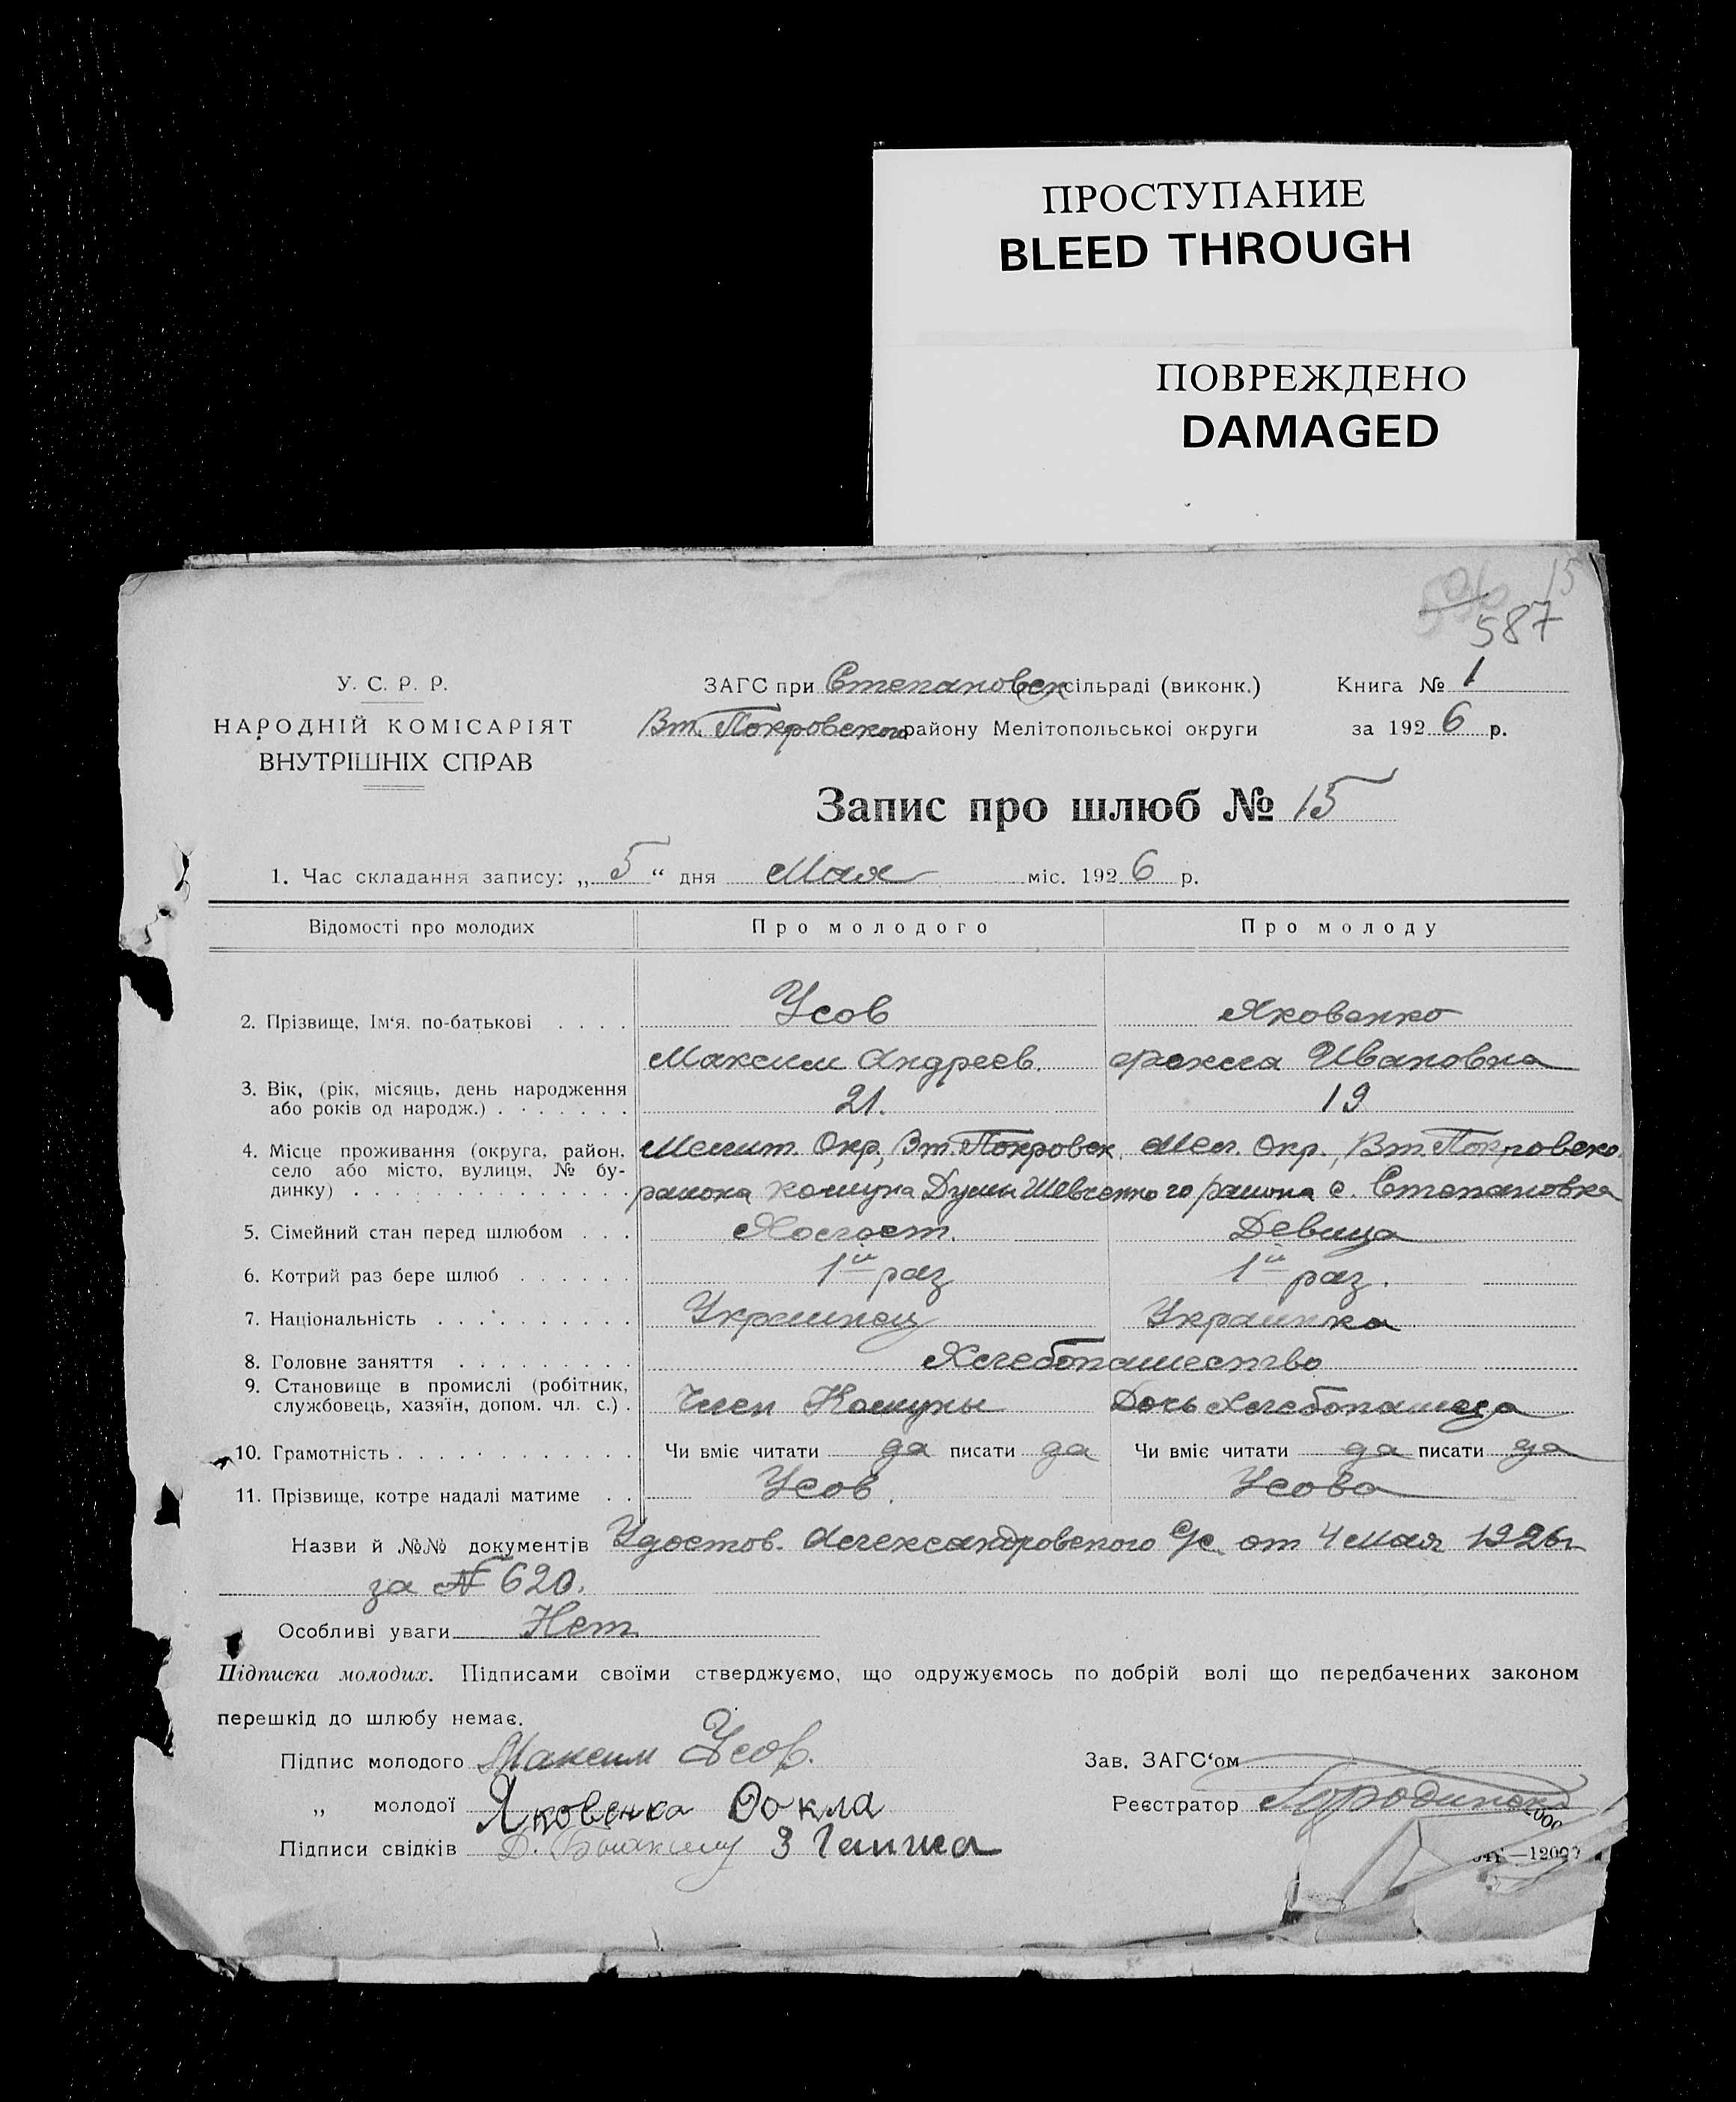 ПРОСТУПАНИЕ
BLEED THROUGH
ПОВРЕЖДЕНО
DAMAGED
15
587
У. С. Р. Р.
НАРОДНІЙ КОМІСАРІЯТ
ВНУТРІШНІХ СПРАВ
ЗАГС при Степановск сільраді (виконк.)
Вт. Покровского району Мелітопольської округи
Книга № 1
за 1926 р.
Запис про шлюб № 15
1. Час складання запису: „5“ дня Мая міс. 1926 р.
Відомості про молодих Про молодого Про молоду
2. Прізвище, Ім'я, по-батькові . . . . Усов Яковенко
Максим Андреев. Ивановна
3. Вік, (рік, місяць, день народження
або років од народж.) . . . . . . . 21. 19
4. Місце проживання (округа, район, Мелит. Окр., Вт. Покровск. Мел. Окр., Вт. Покровско
село або місто, вулиця, № бу-
динку) . . . . . . . . . . . . . . района комуна Думы Шевченко го района с. Степановка
5. Сімейний стан перед шлюбом . . . Холост. Девица
6. Котрий раз бере шлюб . . . . . . 1й раз 1й раз.
7. Національність . . . . . . . . . . Украинец Украинка
8. Головне заняття . . . . . . . . . Хлебопашество
9. Становище в промислі (робітник,
службовець, хазяїн, допом. чл. с.) . Член Комуны Дочь хлебопашца
10. Грамотність . . . . . . . . . . . . Чи вміє читати да писати да Чи вміє читати да писати да
11. Прізвище, котре надалі матиме . . Усов. Усова
Назви й №№ документів Удостов. Александровского С/с. от 4 мая 1926г
за № 620.
Особливі уваги Нет
Підписка молодих. Підписами своїми стверджуємо, що одружуємось по добрій волі що передбачених законом
перешкід до шлюбу немає.
Підпис молодого Максим Усов.
Зав. ЗАГС'ом
„ молодої Яковенка Фокла
Реєстратор
Підписи свідків
—12000